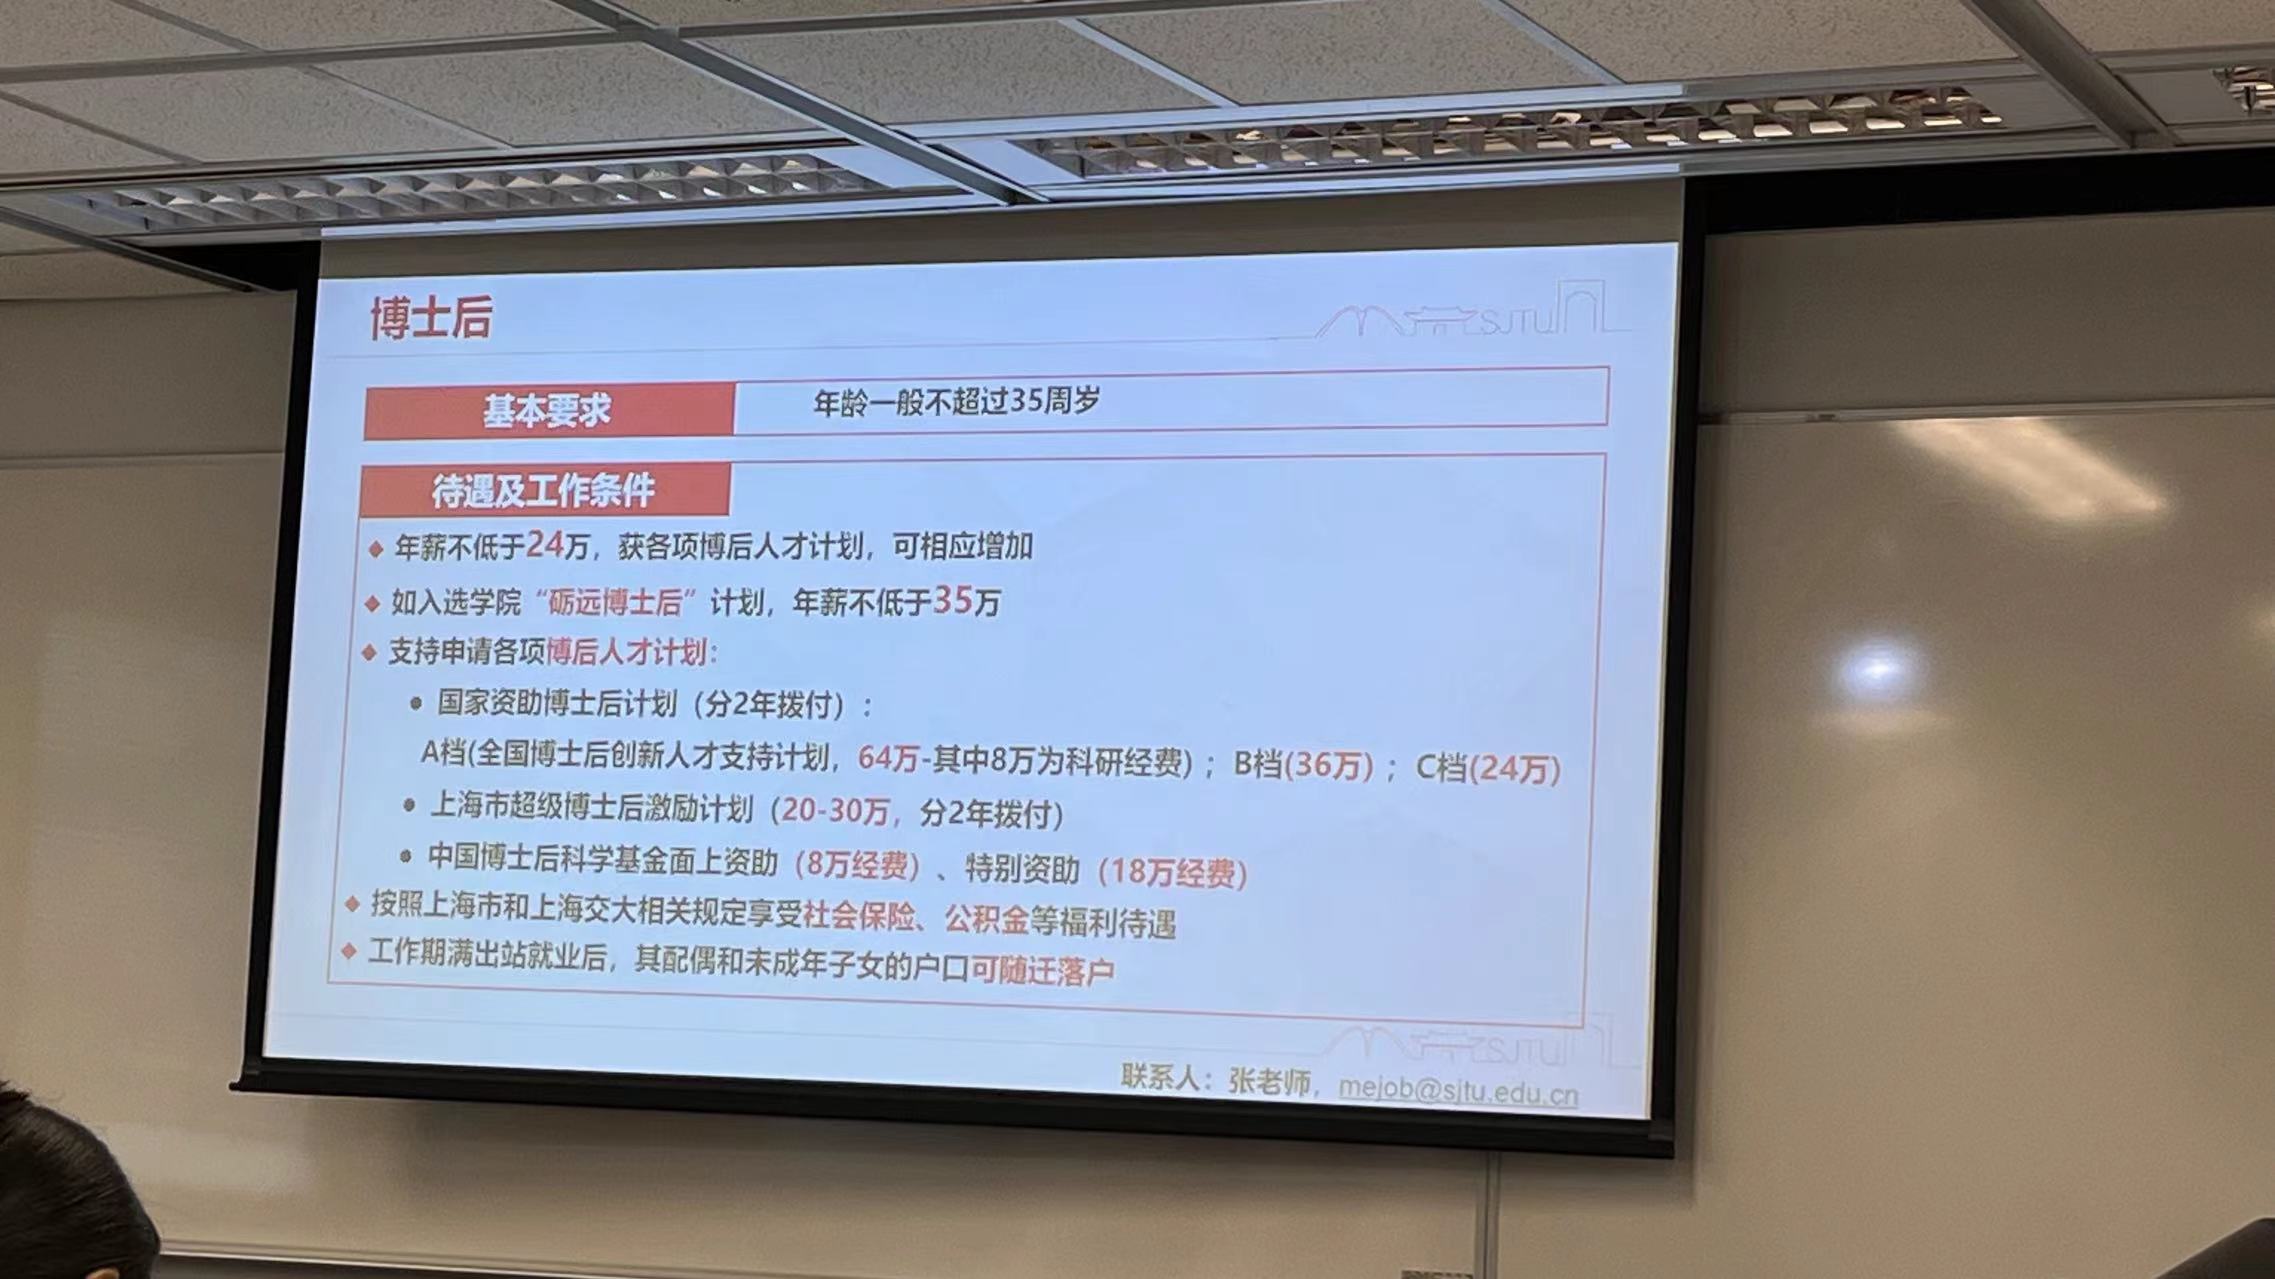 博士后
SJTU
基本要求
年龄一般不超过35周岁
待遇及工作条件
年薪不低于24万，获各项博后人才计划，可相应增加
如入选学院“砺远博士后”计划，年薪不低于35万
支持申请各项博后人才计划：
国家资助博士后计划（分2年拨付）：
A档(全国博士后创新人才支持计划，64万-其中8万为科研经费)；B档(36万)；C档(24万)
上海市超级博士后激励计划（20-30万，分2年拨付）
中国博士后科学基金面上资助（8万经费）、特别资助（18万经费）
按照上海市和上海交大相关规定享受社会保险、公积金等福利待遇
工作期满出站就业后，其配偶和未成年子女的户口可随迁落户
SJTU
联系人：张老师，mejob@sjtu.edu.cn